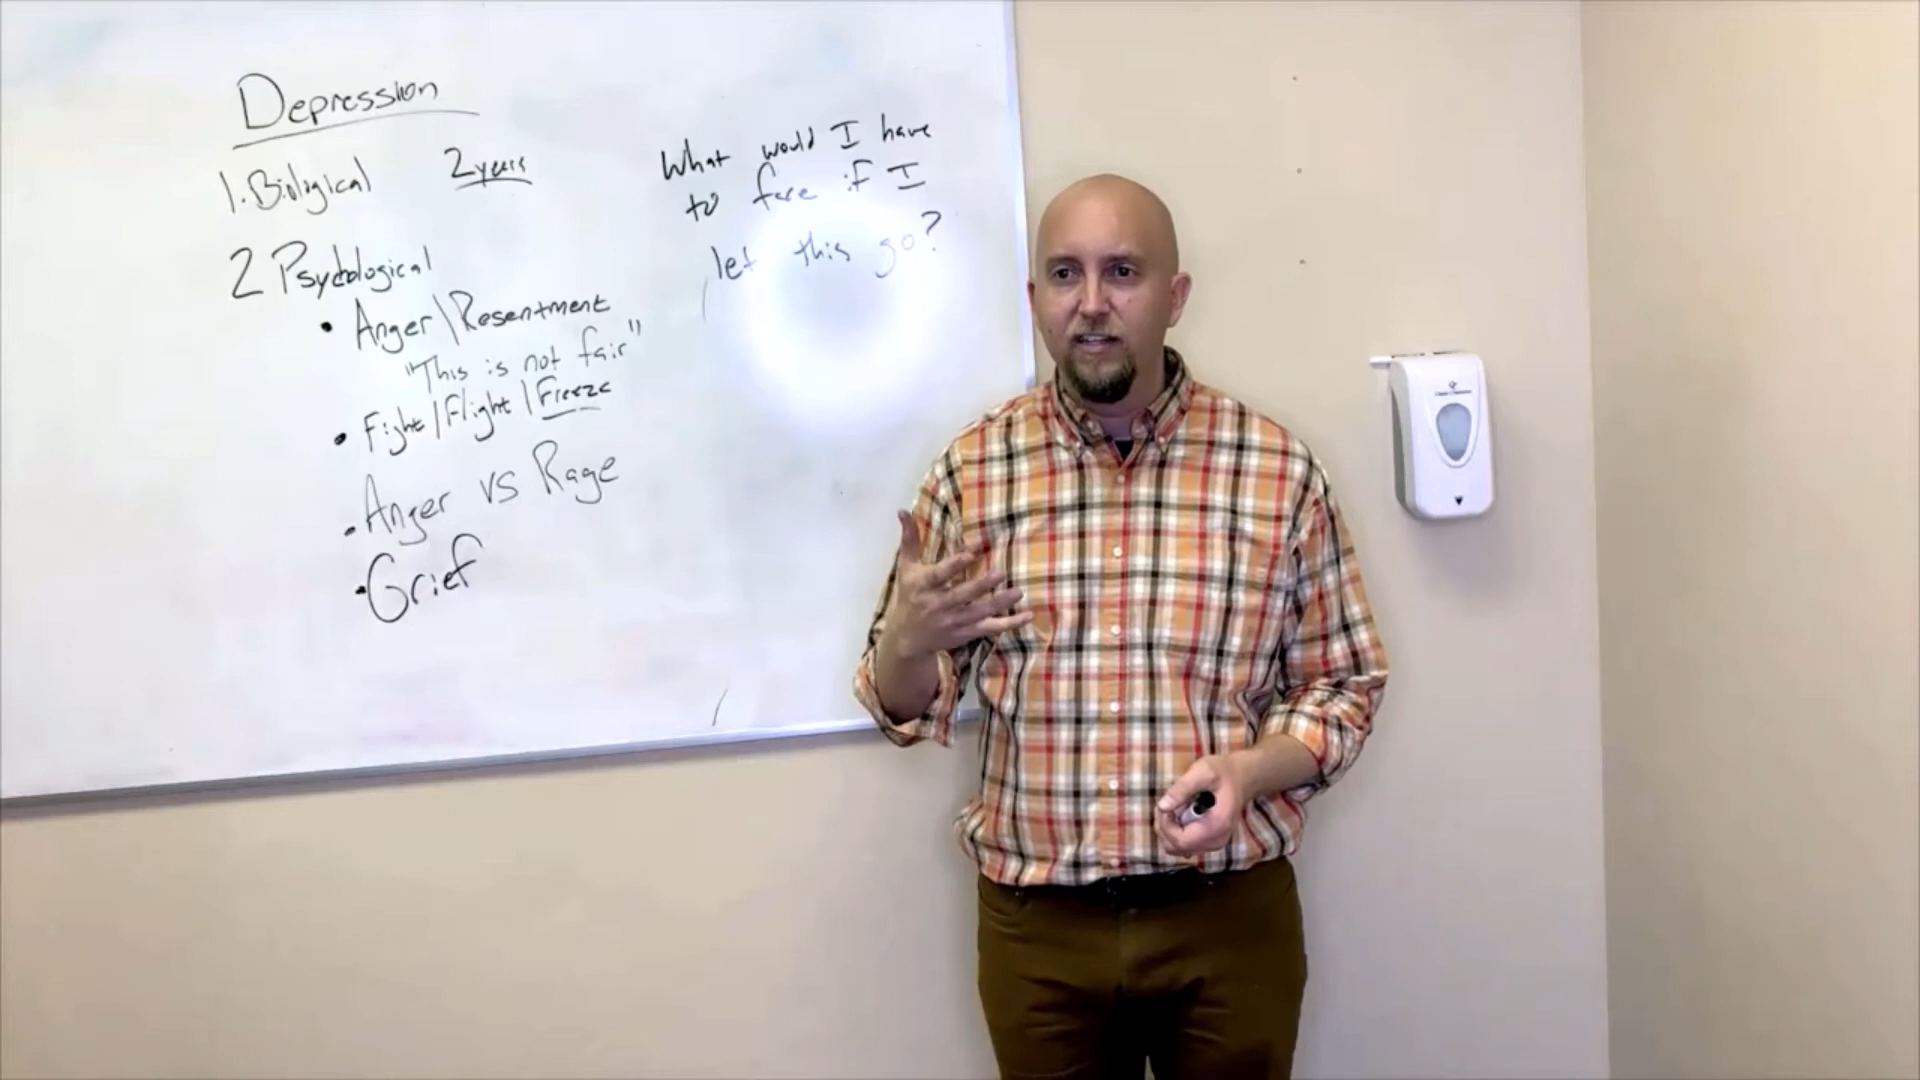 Depression
1. Biological 2 years
2 Psychological
• Anger\Resentment
"This is not fair"
• Fight/Flight/Freeze
• Anger vs Rage
• Grief
What would I have
to face if I
let this go?